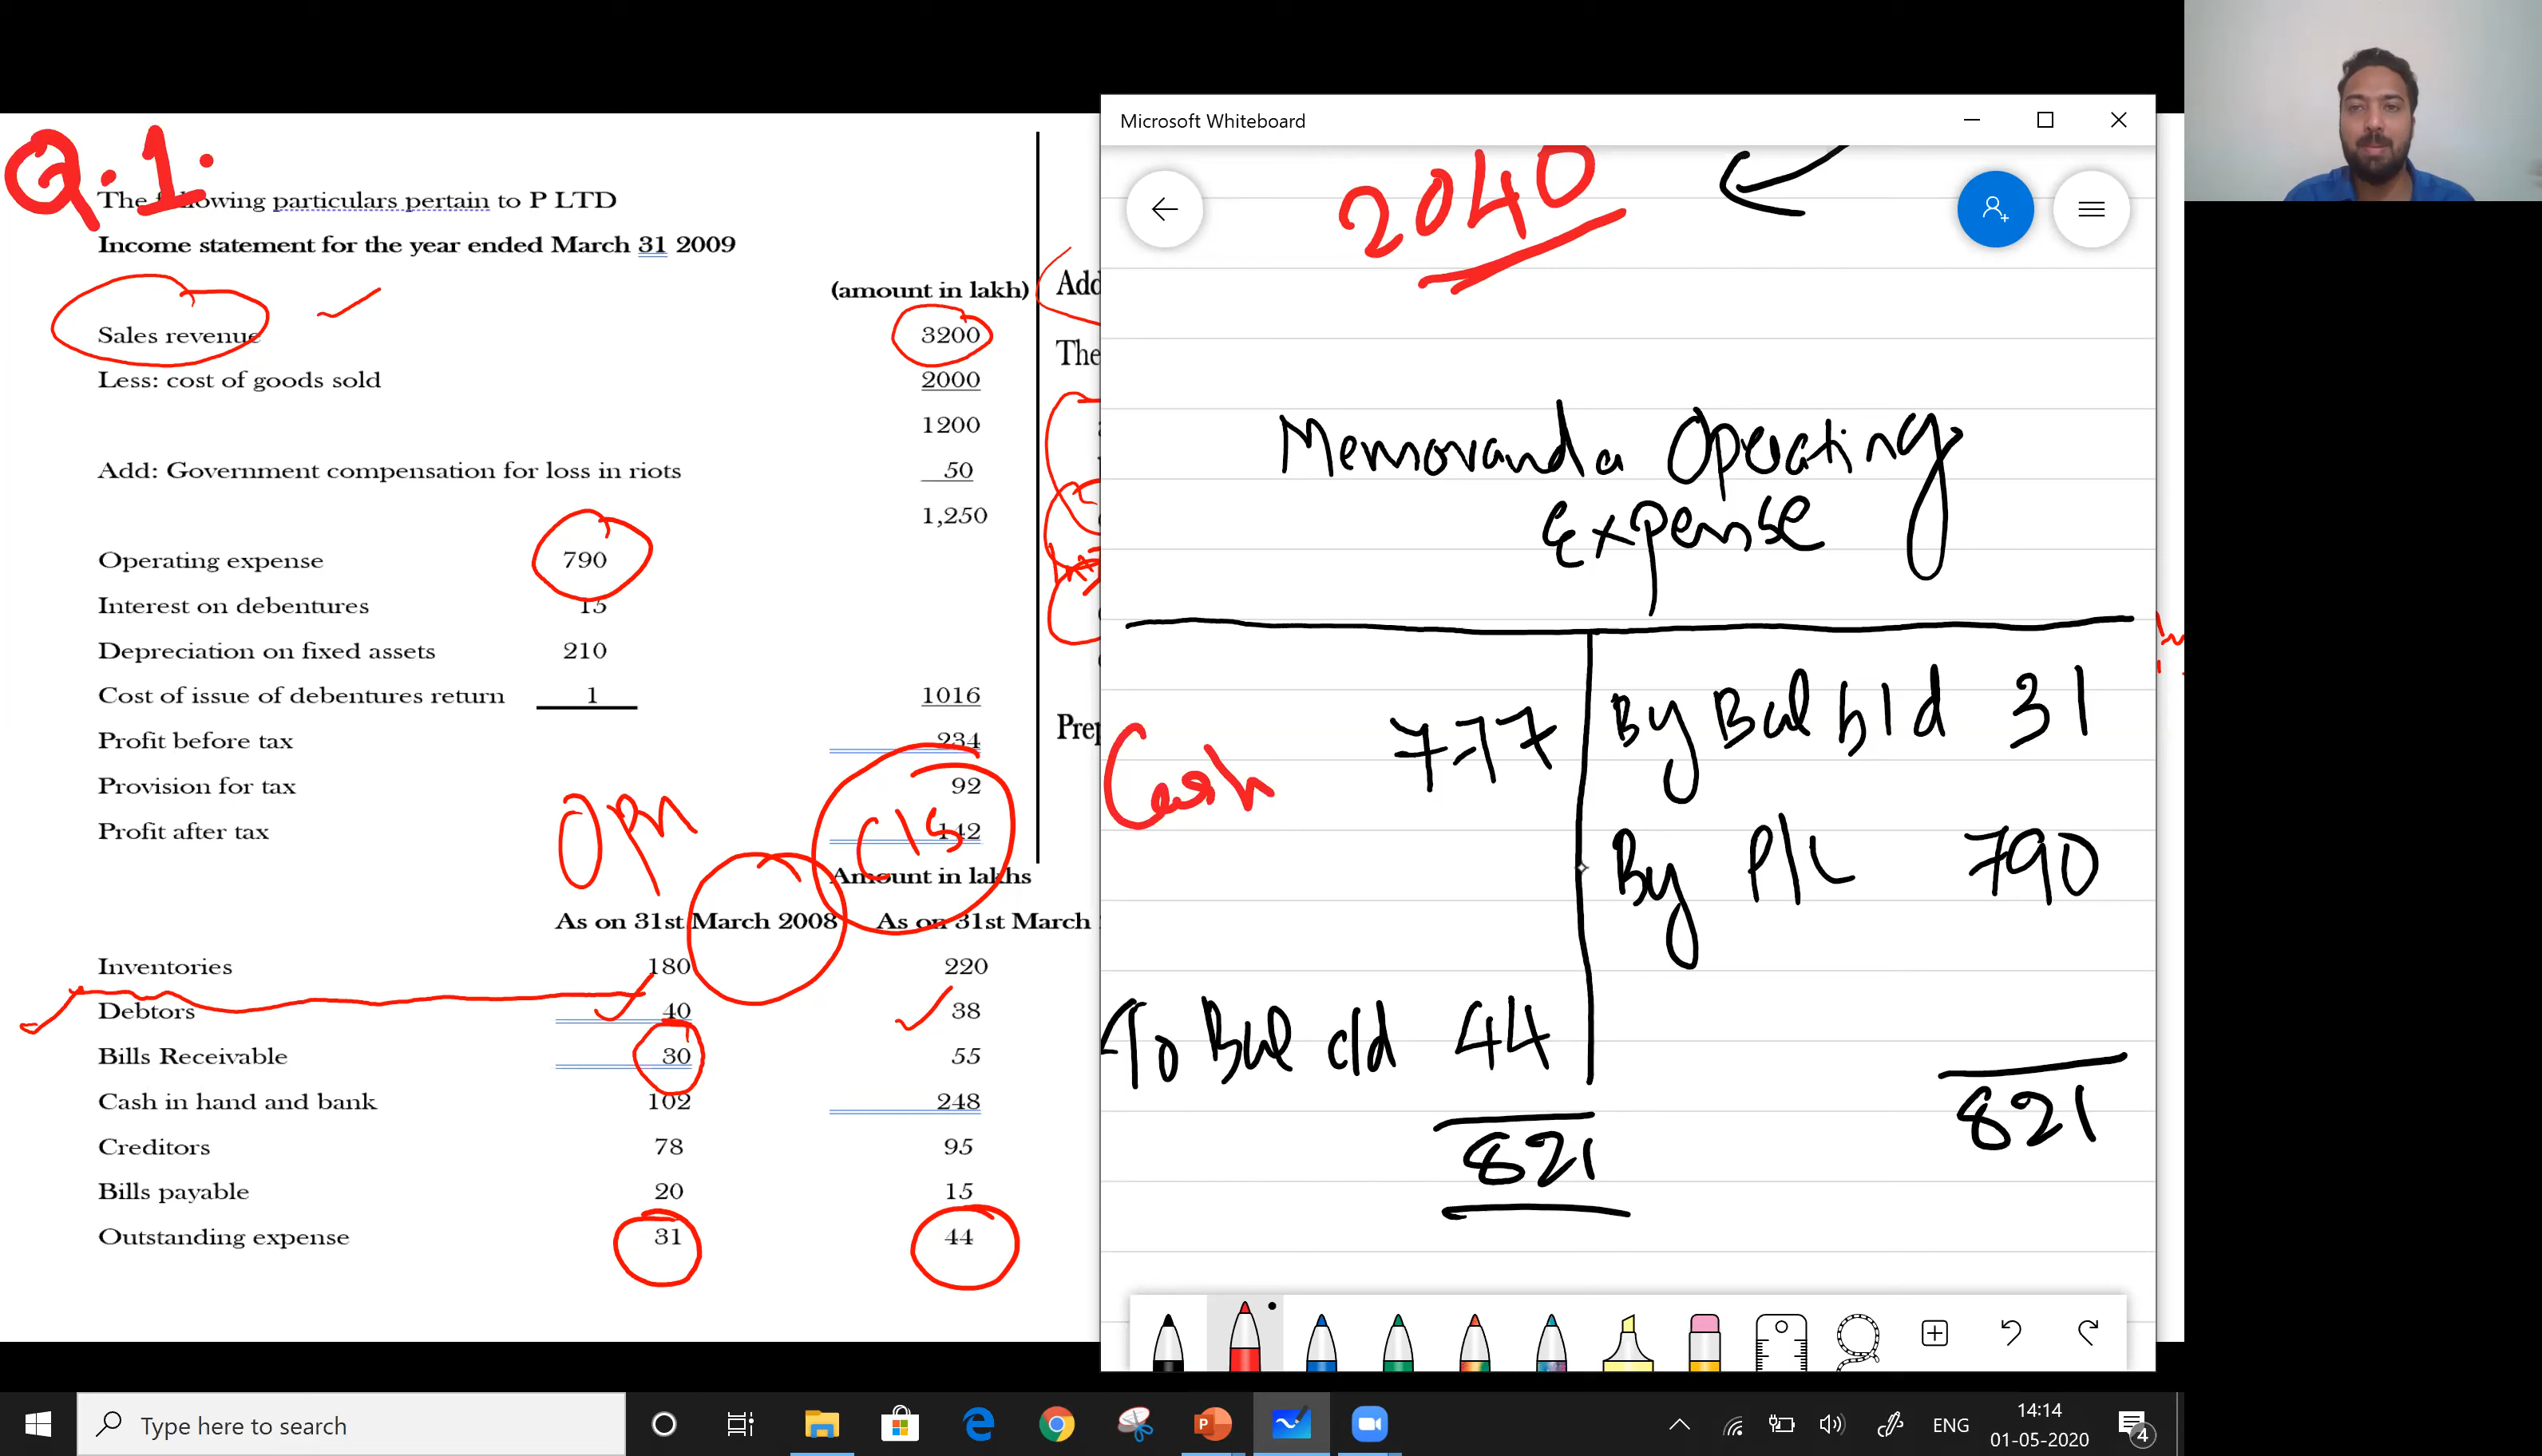 Q.1.
The following particulars pertain to P LTD
Income statement for the year ended March 31 2009
(amount in lakh)
Sales revenue 3200
Less: cost of goods sold 2000
1200
Add: Government compensation for loss in riots 50
1,250
Operating expense 790
Interest on debentures 15
Depreciation on fixed assets 210
Cost of issue of debentures return 1 1016
Profit before tax 234
Provision for tax 92
Profit after tax 142
Opn
Cls
Amount in lakhs
As on 31st March 2008 As on 31st March
Inventories 180 220
Debtors 40 38
Bills Receivable 30 55
Cash in hand and bank 102 248
Creditors 78 95
Bills payable 20 15
Outstanding expense 31 44
Add
The
Prep
Microsoft Whiteboard
2040
Memoranda Operating
Expense
Cash 777 By Bal b/d 31
By P/L 790
To Bal c/d 44
821 821
Type here to search
ENG
14:14
01-05-2020
4